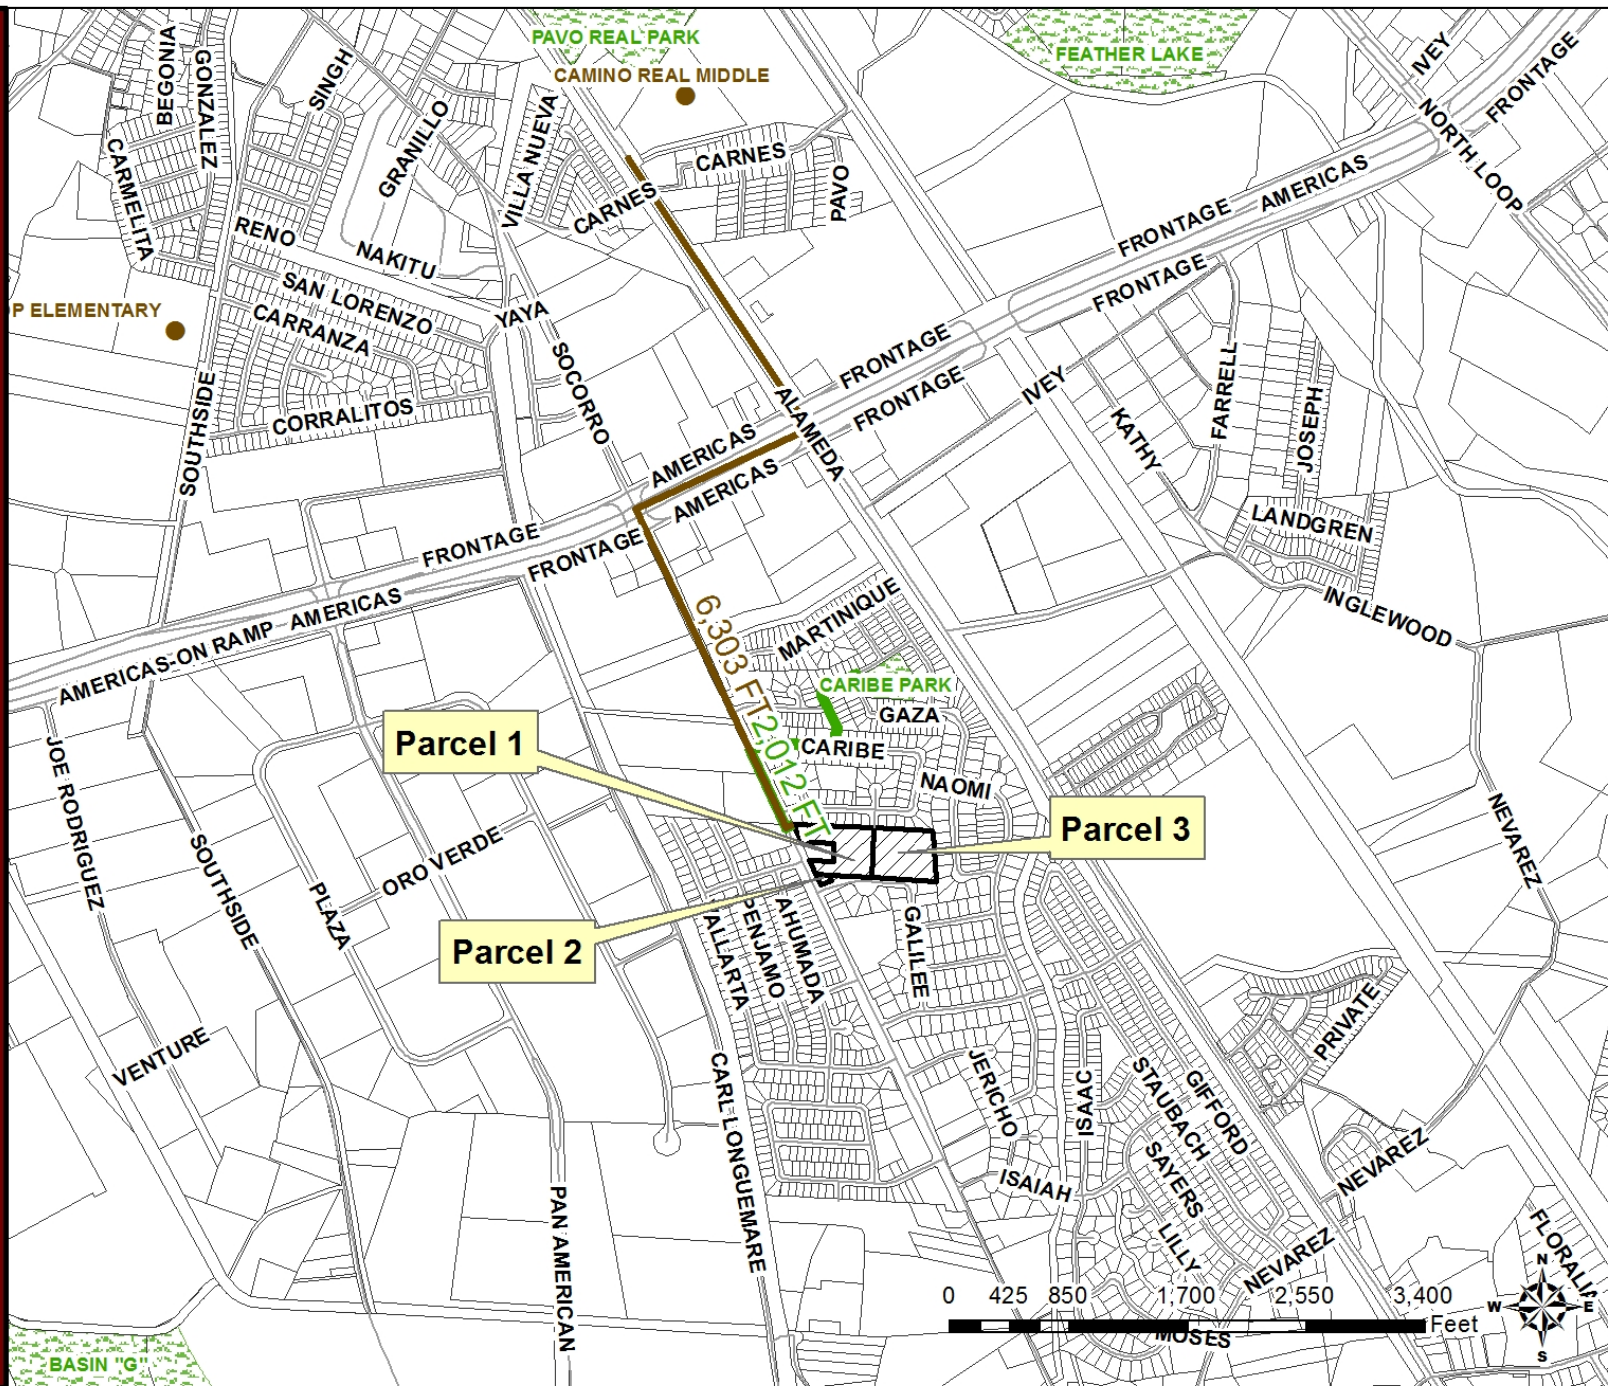 PAVO REAL PARK
FEATHER LAKE
CAMINO REAL MIDDLE
BEGONIA
GONZALEZ
SINGH
GRANILLO
VILLA NUEVA
CARMELITA
CARNES
CARNES
PAVO
IVEY
FRONTAGE
NORTH LOOP
AMERICAS
FRONTAGE
FRONTAGE
RENO
NAKITU
SAN LORENZO
YAYA
CARRANZA
OP ELEMENTARY
SOCORRO
SOUTHSIDE
CORRALITOS
FRONTAGE
FRONTAGE
ALAMEDA
IVEY
KATHY
FARRELL
JOSEPH
LANDGREN
INGLEWOOD
AMERICAS
AMERICAS
FRONTAGE
FRONTAGE
AMERICAS-ON RAMP
AMERICAS
6,303 FT
2,012 FT
MARTINIQUE
CARIBE PARK
GAZA
CARIBE
NAOMI
Parcel 1
Parcel 3
Parcel 2
JOE RODRIGUEZ
SOUTHSIDE
PLAZA
ORO VERDE
ALLARTA
PENJAMO
AHUMADA
GALILEE
NEVAREZ
PRIVATE
VENTURE
CARL LONGUEMARE
PAN AMERICAN
JERICHO
ISAAC
STAUBACH
GIFFORD
SAYERS
ISAIAH
LILLY
NEVAREZ
NEVAREZ
MOSES
BASIN "G"
0 425 850 1,700 2,550 3,400
Feet
N
W
E
S